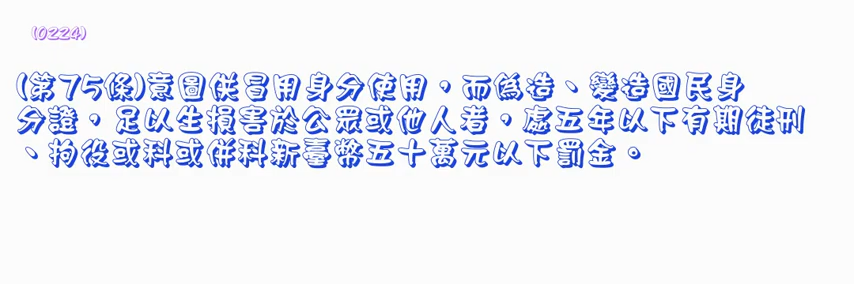 (0224)
(第75條)意圖供冒用身分使用，而偽造、變造國民身
分證，足以生損害於公眾或他人者，處五年以下有期徒刑
、拘役或科或併科新臺幣五十萬元以下罰金。